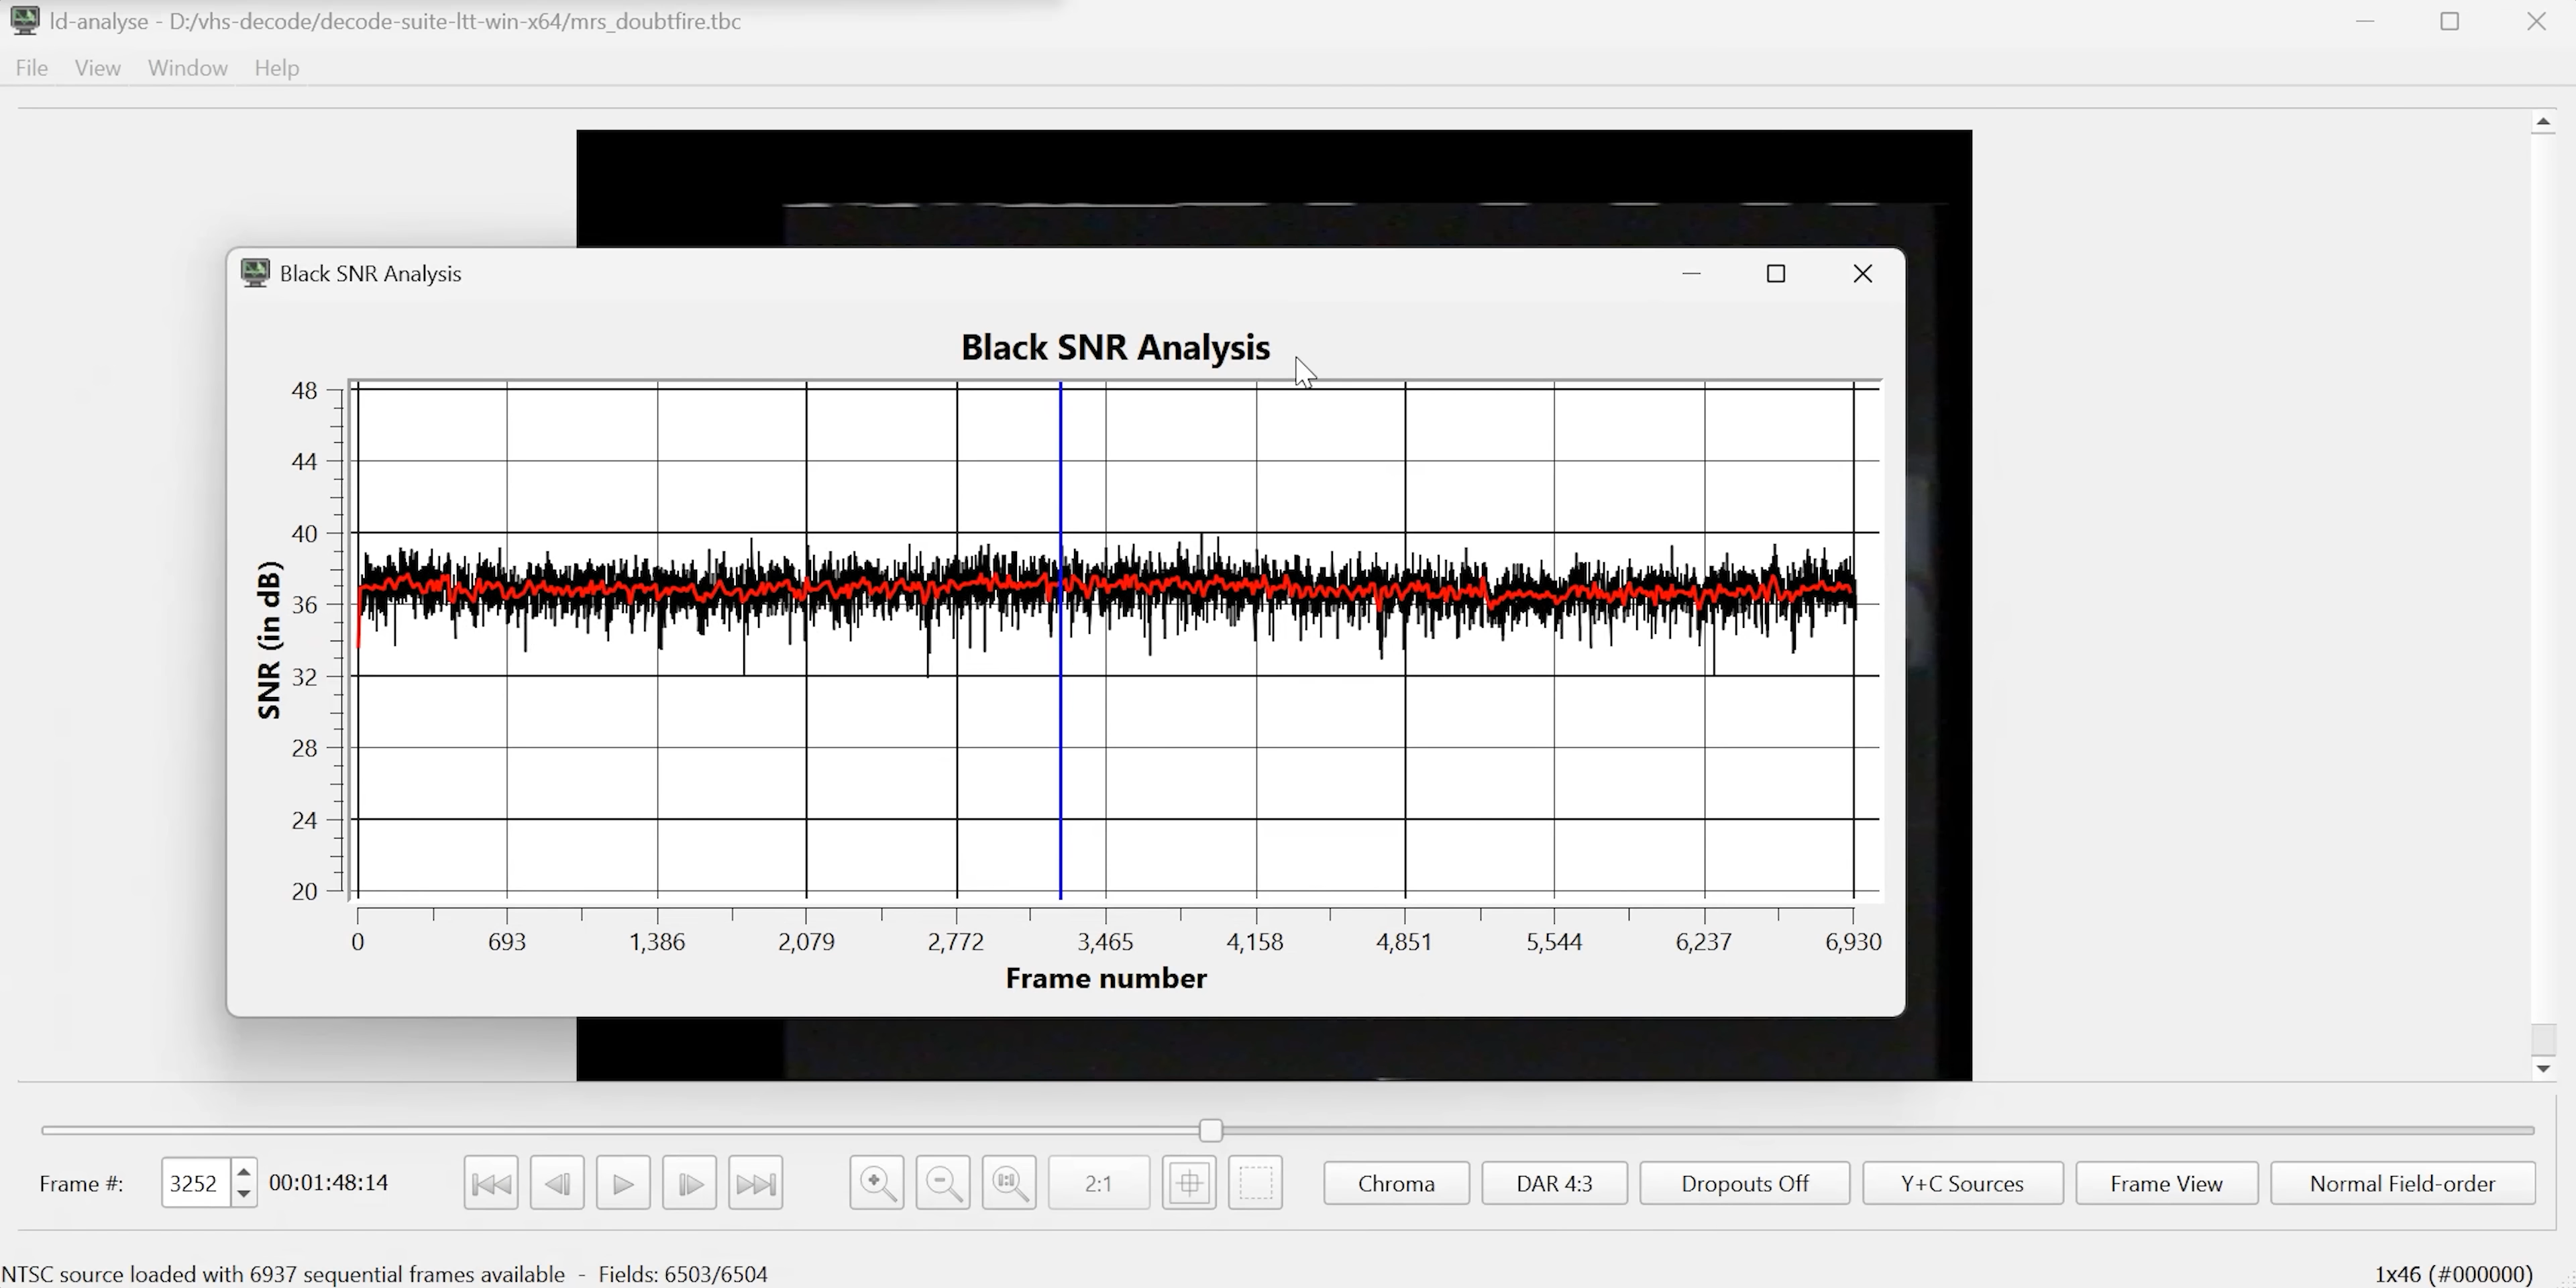 ld-analyse - D:/vhs-decode/decode-suite-ltt-win-x64/mrs_doubtfire.tbc
File View Window Help
Black SNR Analysis
Black SNR Analysis
SNR (in dB)
48
44
40
36
32
28
24
20
0 693 1,386 2,079 2,772 3,465 4,158 4,851 5,544 6,237 6,930
Frame number
Frame #: 3252 00:01:48:14 1:1 2:1 Chroma DAR 4:3 Dropouts Off Y+C Sources Frame View Normal Field-order
NTSC source loaded with 6937 sequential frames available - Fields: 6503/6504 1x46 (#000000)